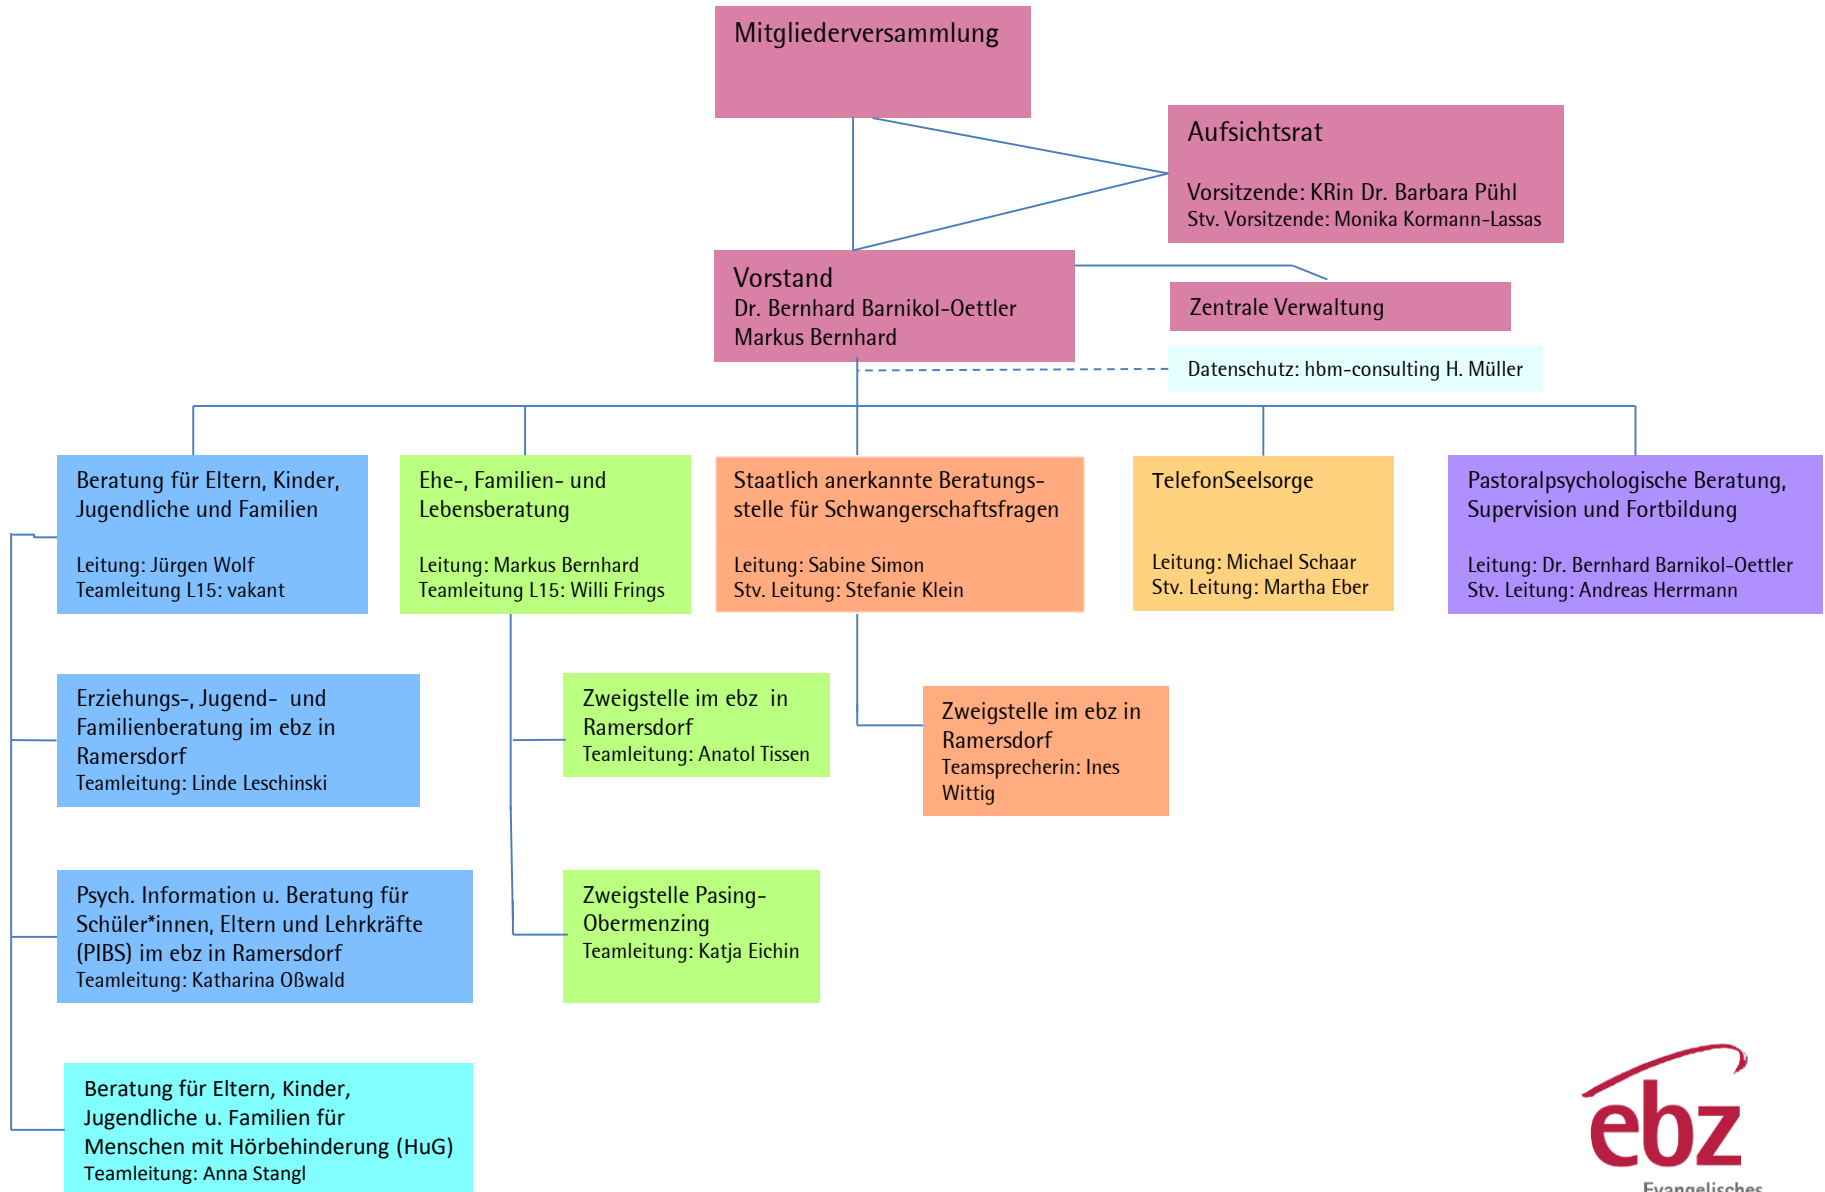 Mitgliederversammlung
Aufsichtsrat
Vorsitzende: KRin Dr. Barbara Pühl
Stv. Vorsitzende: Monika Kormann-Lassas
Vorstand
Dr. Bernhard Barnikol-Oettler
Markus Bernhard
Zentrale Verwaltung
Datenschutz: hbm-consulting H. Müller
Beratung für Eltern, Kinder,
Jugendliche und Familien
Leitung: Jürgen Wolf
Teamleitung L15: vakant
Ehe-, Familien- und
Lebensberatung
Leitung: Markus Bernhard
Teamleitung L15: Willi Frings
Staatlich anerkannte Beratungs-
stelle für Schwangerschaftsfragen
Leitung: Sabine Simon
Stv. Leitung: Stefanie Klein
TelefonSeelsorge
Leitung: Michael Schaar
Stv. Leitung: Martha Eber
Pastoralpsychologische Beratung,
Supervision und Fortbildung
Leitung: Dr. Bernhard Barnikol-Oettler
Stv. Leitung: Andreas Herrmann
Erziehungs-, Jugend- und
Familienberatung im ebz in
Ramersdorf
Teamleitung: Linde Leschinski
Zweigstelle im ebz in
Ramersdorf
Teamleitung: Anatol Tissen
Zweigstelle im ebz in
Ramersdorf
Teamsprecherin: Ines
Wittig
Psych. Information u. Beratung für
Schüler*innen, Eltern und Lehrkräfte
(PIBS) im ebz in Ramersdorf
Teamleitung: Katharina Oßwald
Zweigstelle Pasing-
Obermenzing
Teamleitung: Katja Eichin
Beratung für Eltern, Kinder,
Jugendliche u. Familien für
Menschen mit Hörbehinderung (HuG)
Teamleitung: Anna Stangl
ebz
Evangelisches